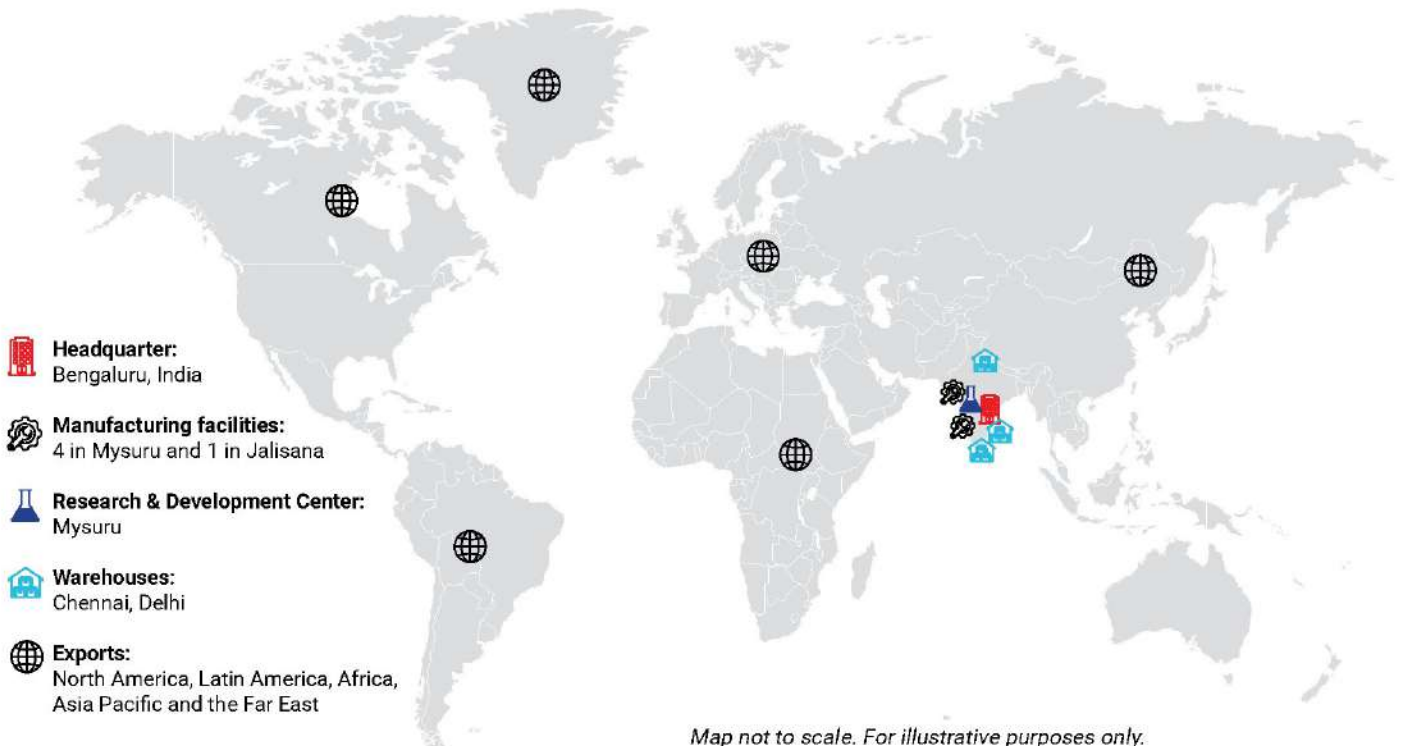 Headquarter:
Bengaluru, India
Manufacturing facilities:
4 in Mysuru and 1 in Jalisana
Research & Development Center:
Mysuru
Warehouses:
Chennai, Delhi
Exports:
North America, Latin America, Africa,
Asia Pacific and the Far East
Map not to scale. For illustrative purposes only.